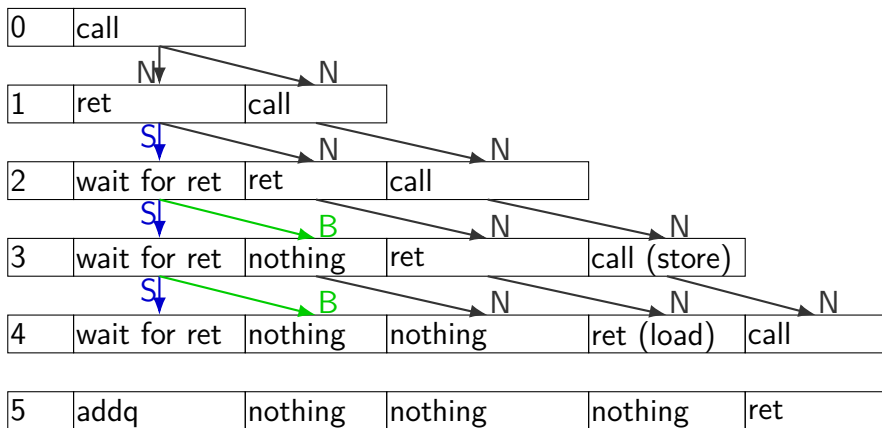 0 call
N N
1 ret call
S N N
2 wait for ret ret call
S B N N
3 wait for ret nothing ret call (store)
S B N N N
4 wait for ret nothing nothing ret (load) call
5 addq nothing nothing nothing ret